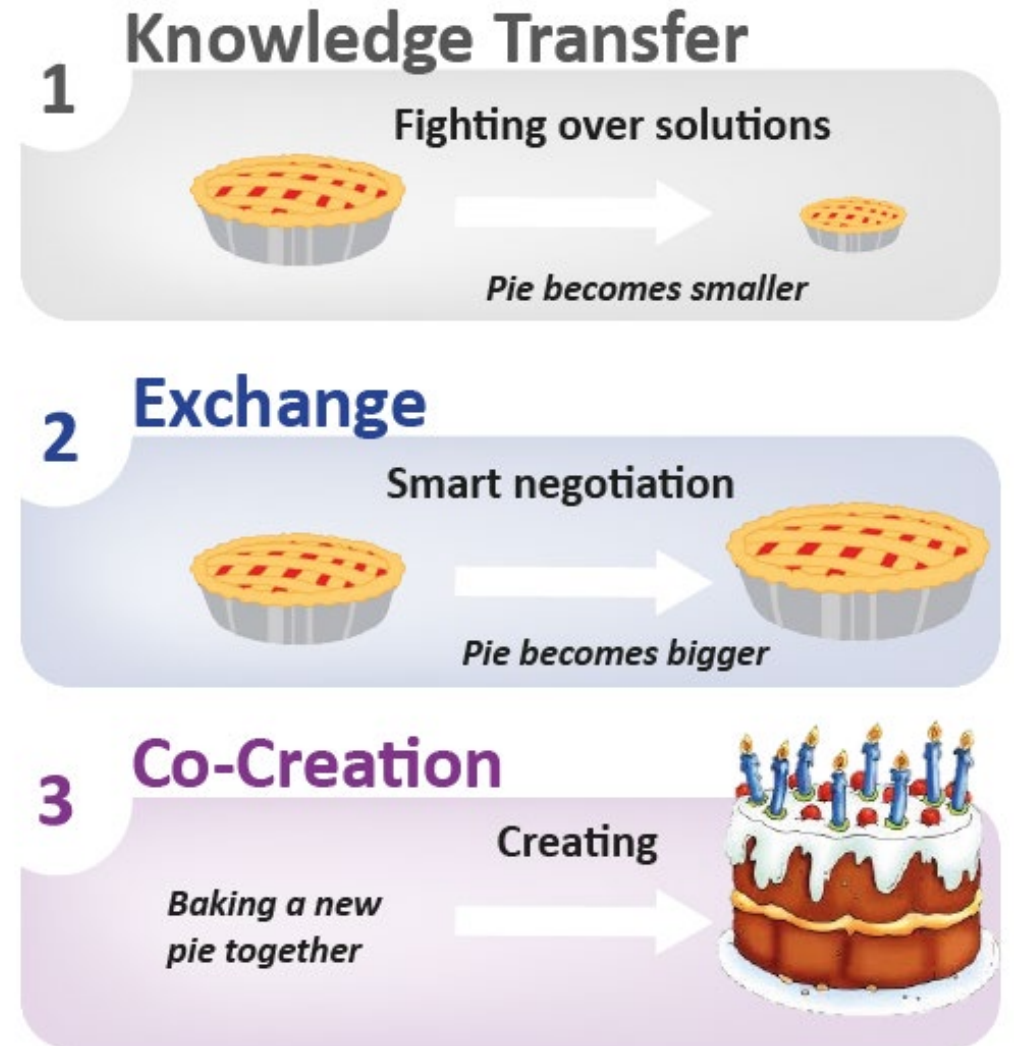 Knowledge Transfer
1
Fighting over solutions
Pie becomes smaller
Exchange
2
Smart negotiation
Pie becomes bigger
Co-Creation
3
Creating
Baking a new
pie together